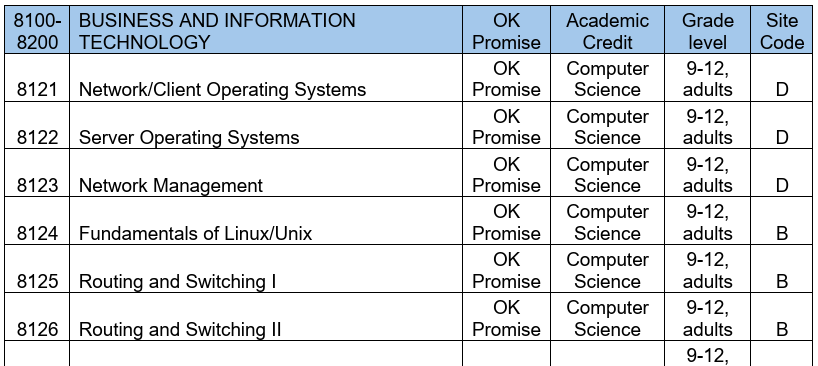 8100-8200 BUSINESS AND INFORMATION TECHNOLOGY OK Promise Academic Credit Grade level Site Code
8121 Network/Client Operating Systems OK Promise Computer Science 9-12, adults D
8122 Server Operating Systems OK Promise Computer Science 9-12, adults D
8123 Network Management OK Promise Computer Science 9-12, adults D
8124 Fundamentals of Linux/Unix OK Promise Computer Science 9-12, adults B
8125 Routing and Switching I OK Promise Computer Science 9-12, adults B
8126 Routing and Switching II OK Promise Computer Science 9-12, adults B
9-12,